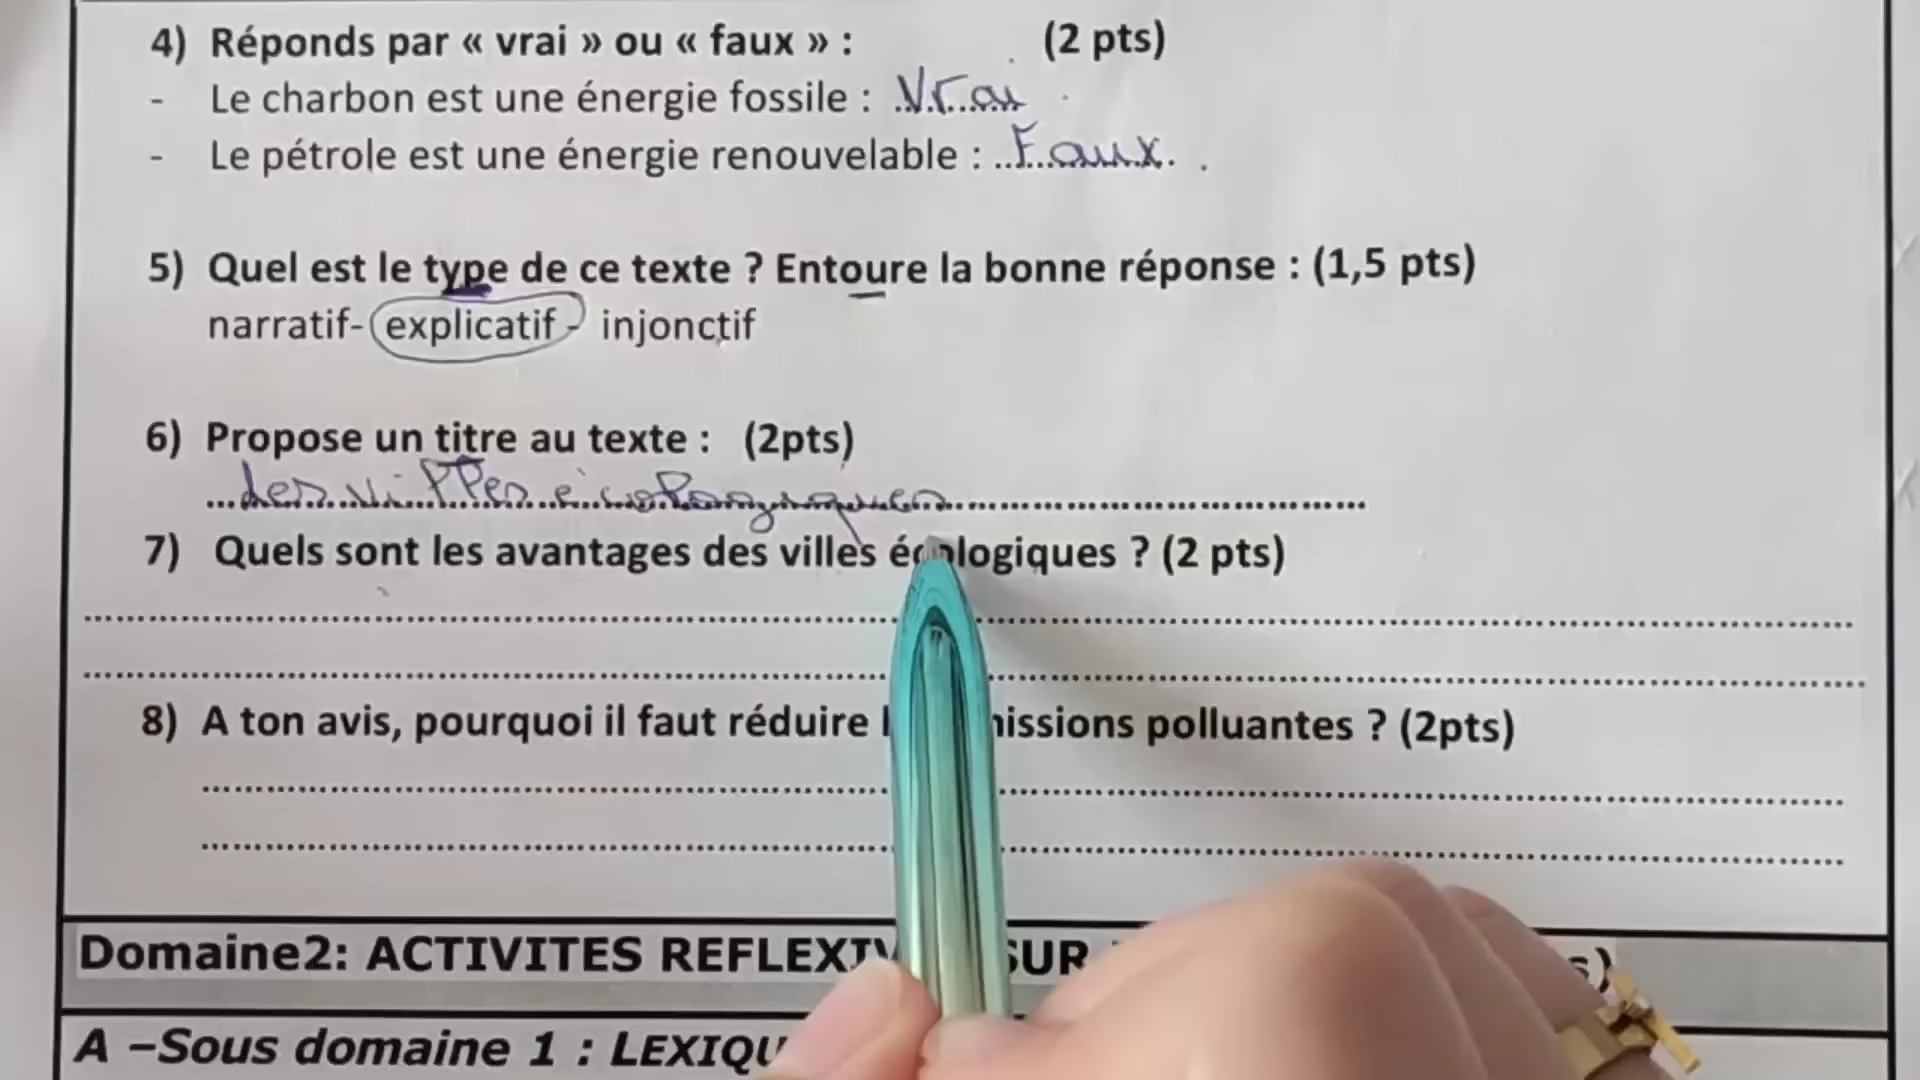 4) Réponds par « vrai » ou « faux » : (2 pts)
- Le charbon est une énergie fossile : Vrai
- Le pétrole est une énergie renouvelable : Faux.
5) Quel est le type de ce texte ? Entoure la bonne réponse : (1,5 pts)
narratif- explicatif - injonctif
6) Propose un titre au texte : (2pts)
des villes écologiques
7) Quels sont les avantages des villes écologiques ? (2 pts)
8) A ton avis, pourquoi il faut réduire missions polluantes ? (2pts)
Domaine2: ACTIVITES REFLEXIV SUR s)
A –Sous domaine 1 : LEXIQU